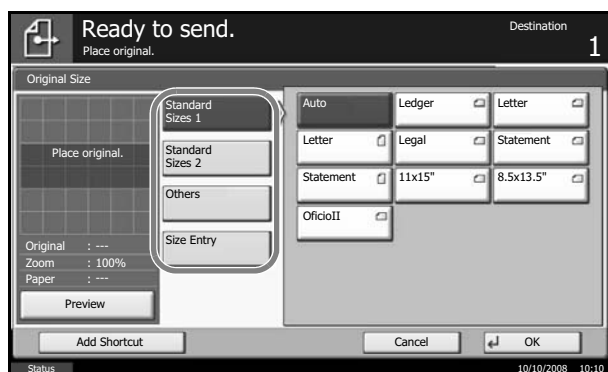 Ready to send.
Destination
Place original.
1
Original Size
Place original.
Original : ---
Zoom : 100%
Paper : ---
Preview
Standard
Sizes 1
Standard
Sizes 2
Others
Size Entry
Auto
Ledger
Letter
Letter
Legal
Statement
Statement
11x15"
8.5x13.5"
OficioII
Add Shortcut
Cancel
OK
Status
10/10/2008 10:10